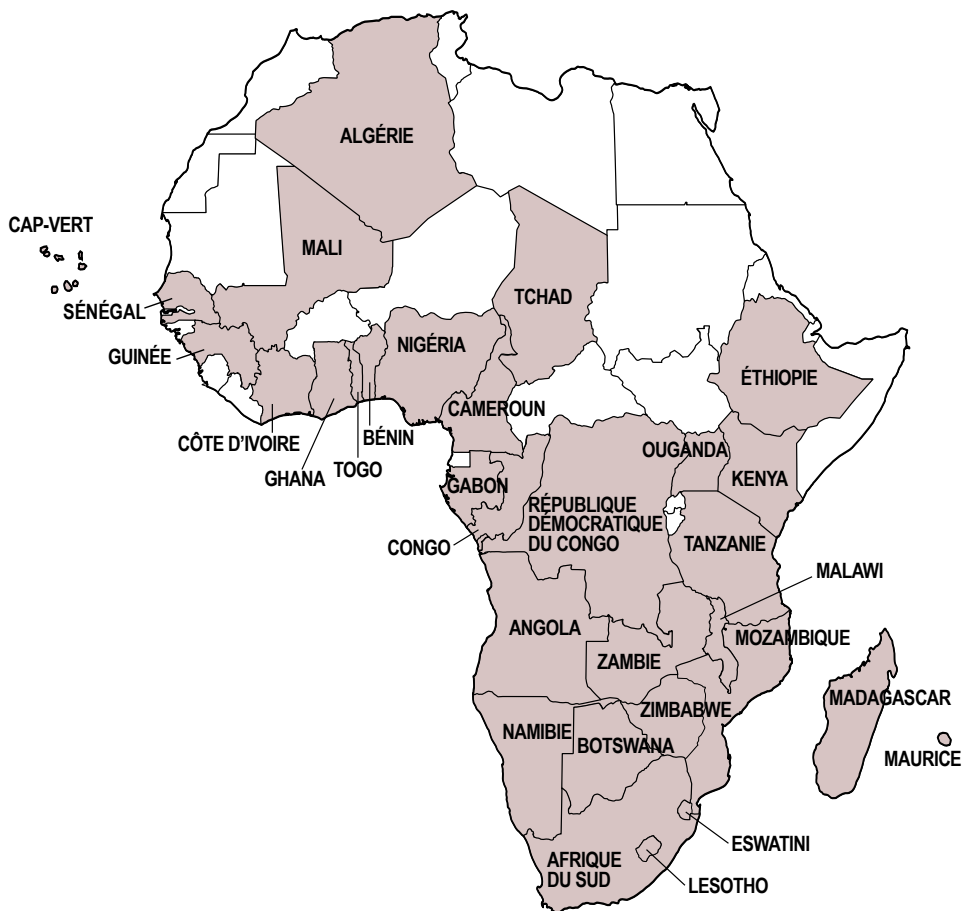 ALGÉRIE
CAP-VERT
MALI
TCHAD
SÉNÉGAL
NIGÉRIA
GUINÉE
ÉTHIOPIE
CAMEROUN
CÔTE D'IVOIRE
BÉNIN
OUGANDA
GHANA
TOGO
KENYA
GABON
RÉPUBLIQUE
DÉMOCRATIQUE
DU CONGO
CONGO
TANZANIE
MALAWI
ANGOLA
MOZAMBIQUE
ZAMBIE
MADAGASCAR
ZIMBABWE
NAMIBIE
BOTSWANA
MAURICE
ESWATINI
AFRIQUE
DU SUD
LESOTHO